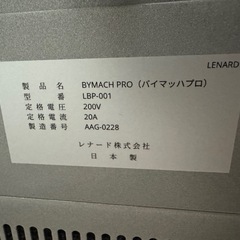 LENARD
製品名 BYMACH PRO（バイマッハプロ）
型番 LBP-001
定格電圧 200V
定格電流 20A
製造番号 AAG-0228
レナード株式会社
日本製